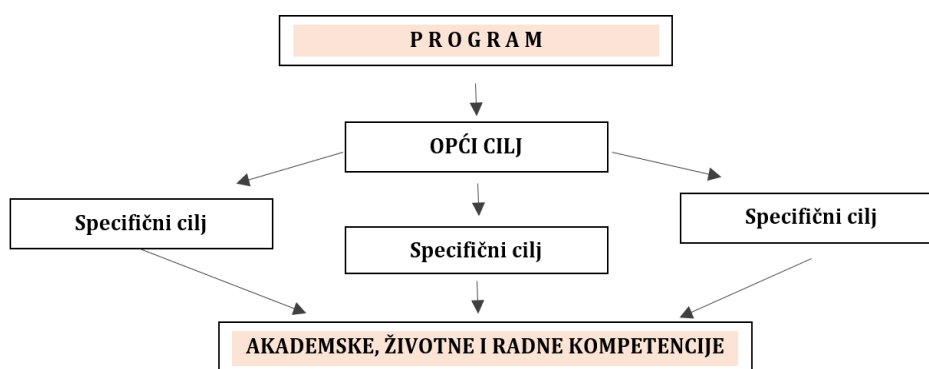 P R O G R A M
OPĆI CILJ
Specifični cilj
Specifični cilj
Specifični cilj
AKADEMSKE, ŽIVOTNE I RADNE KOMPETENCIJE